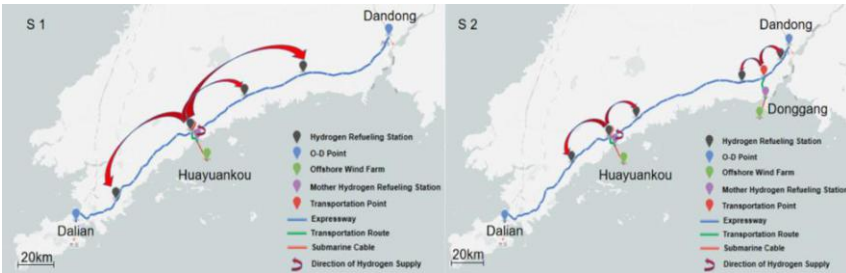 S 1
Dandong
Huayuankou
Dalian
20km
Hydrogen Refueling Station
O-D Point
Offshore Wind Farm
Mother Hydrogen Refueling Station
Transportation Point
Expressway
Transportation Route
Submarine Cable
Direction of Hydrogen Supply
S 2
Dandong
Donggang
Huayuankou
Dalian
20km
Hydrogen Refueling Station
O-D Point
Offshore Wind Farm
Mother Hydrogen Refueling Station
Transportation Point
Expressway
Transportation Route
Submarine Cable
Direction of Hydrogen Supply